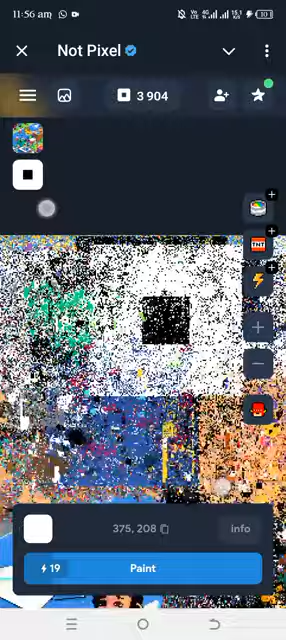 11:56 am
Not Pixel
3 904
TNT
375, 208
info
19
Paint